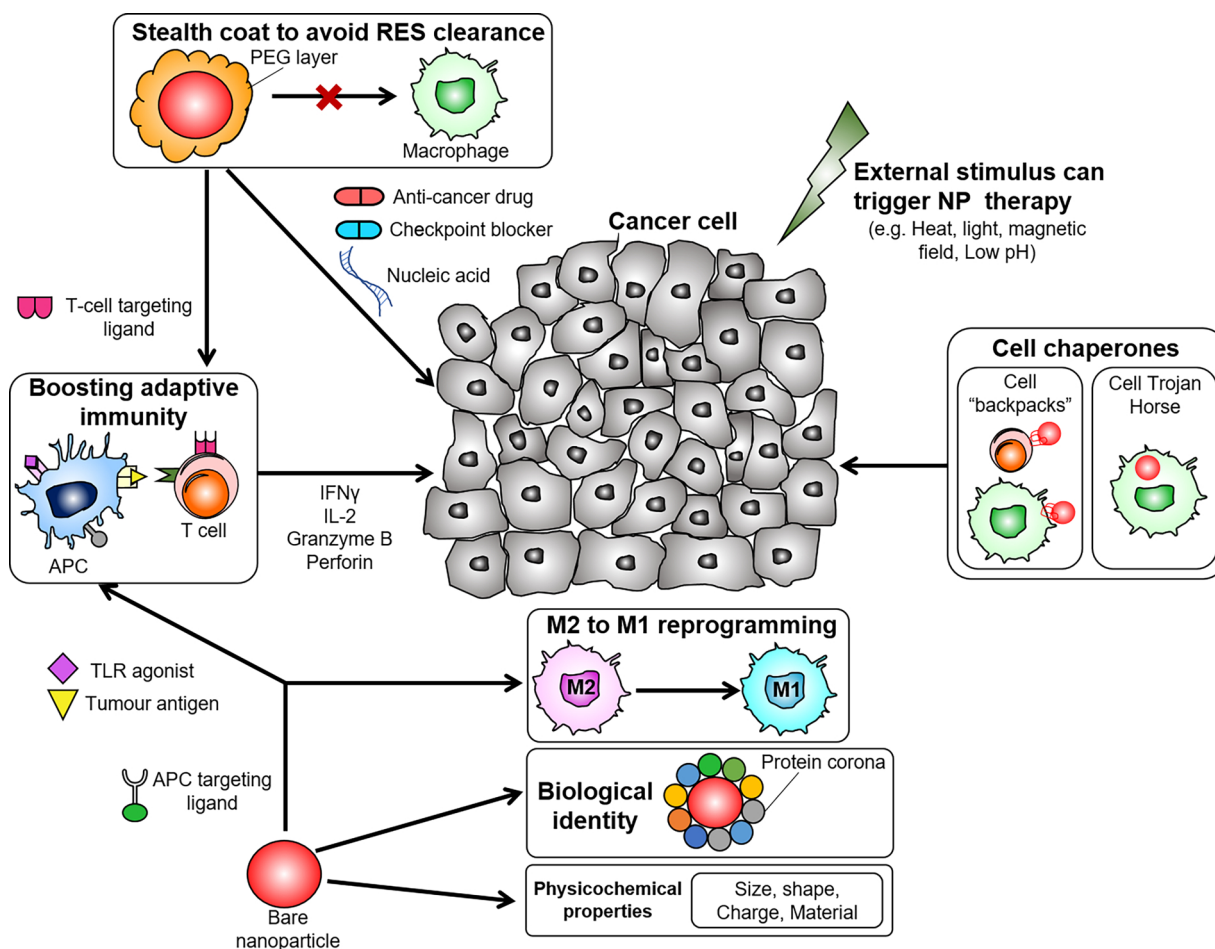 Stealth coat to avoid RES clearance
PEG layer
Macrophage
Anti-cancer drug
Checkpoint blocker
Nucleic acid
Cancer cell
External stimulus can
trigger NP therapy
(e.g. Heat, light, magnetic
field, Low pH)
T-cell targeting
ligand
Boosting adaptive
immunity
APC
T cell
IFNγ
IL-2
Granzyme B
Perforin
Cell chaperones
Cell
“backpacks”
Cell Trojan
Horse
TLR agonist
Tumour antigen
APC targeting
ligand
M2 to M1 reprogramming
M2
M1
Biological
identity
Protein corona
Physicochemical
properties
Size, shape,
Charge, Material
Bare
nanoparticle